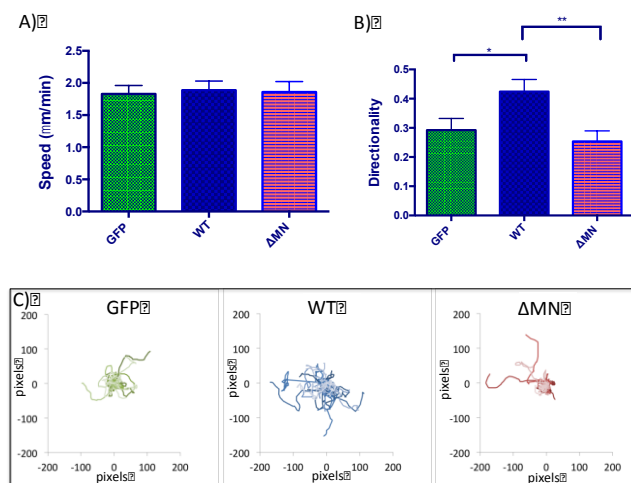 A)
B)
*
**
Speed (mm/min)
2.5
2.0
1.5
1.0
0.5
0.0
GFP
WT
ΔMN
Directionality
0.5
0.4
0.3
0.2
0.1
0.0
GFP
WT
ΔMN
C)
GFP
WT
ΔMN
200
100
0
-100
-200
pixels
-200
-100
0
100
200
pixels
200
100
0
-100
-200
pixels
-200
-100
0
100
200
pixels
200
100
0
-100
-200
pixels
-200
-100
0
100
200
pixels